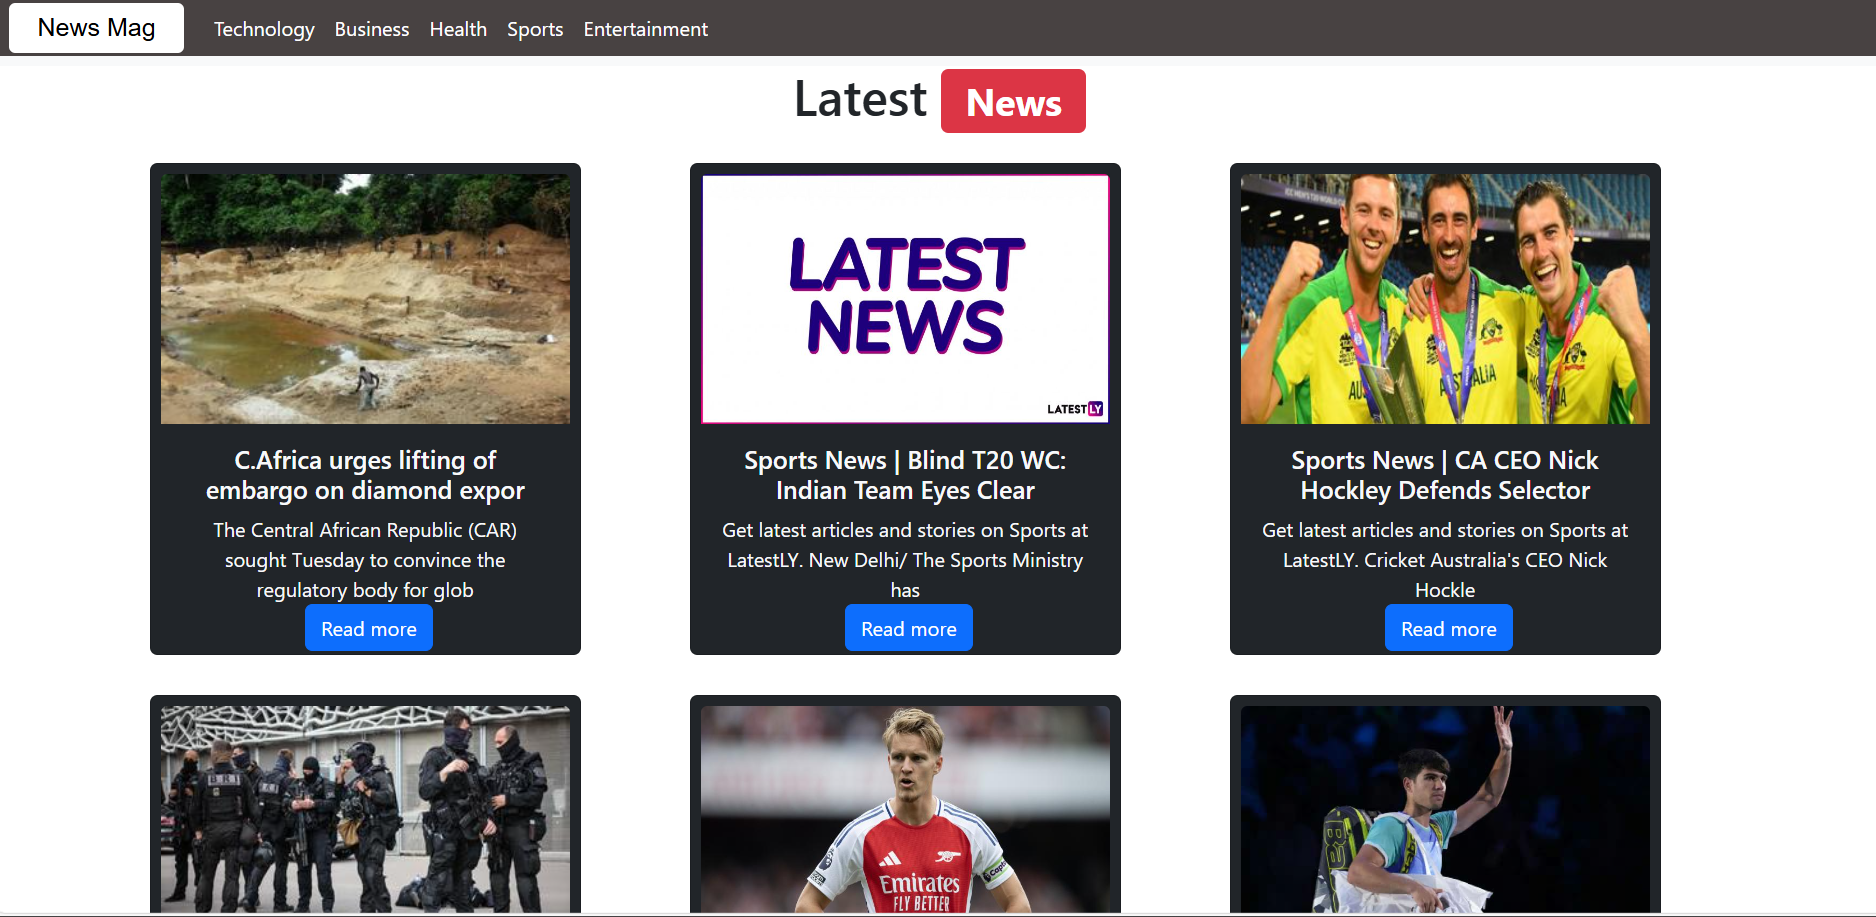 News Mag
Technology Business Health Sports Entertainment
Latest News
LATEST
NEWS
LATESTLY
AUSTRALIA
C.Africa urges lifting of
embargo on diamond expor
The Central African Republic (CAR)
sought Tuesday to convince the
regulatory body for glob
Read more
Sports News | Blind T20 WC:
Indian Team Eyes Clear
Get latest articles and stories on Sports at
LatestLY. New Delhi/ The Sports Ministry
has
Read more
Sports News | CA CEO Nick
Hockley Defends Selector
Get latest articles and stories on Sports at
LatestLY. Cricket Australia's CEO Nick
Hockle
Read more
BRI
Emirates
FLY BETTER